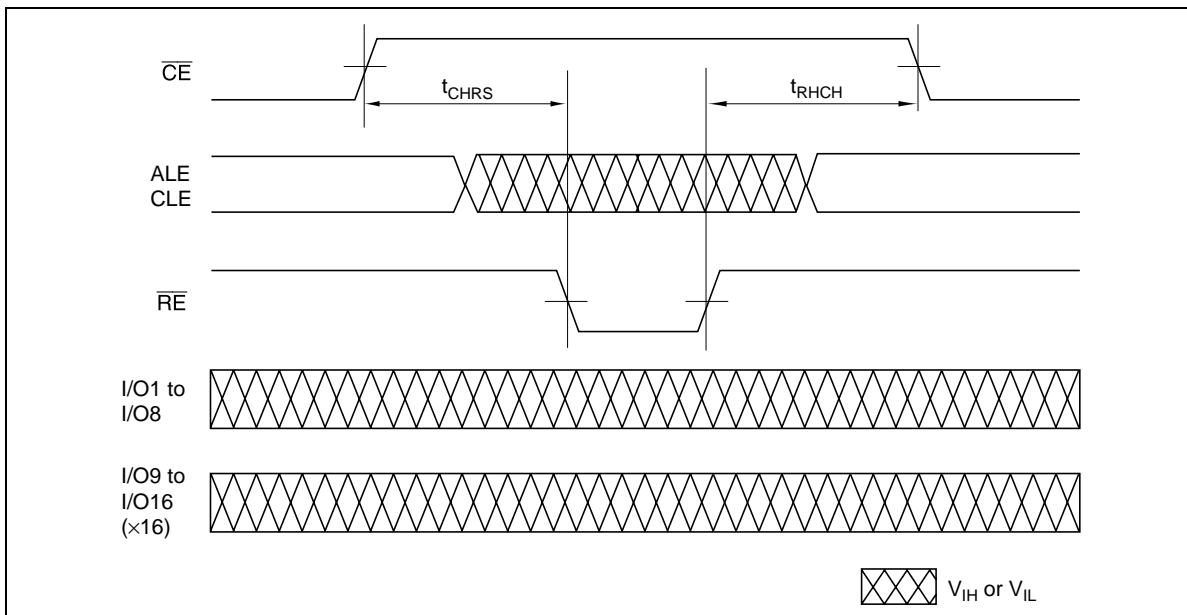 CE
tCHRS
tRHCH
ALE
CLE
RE
I/O1 to
I/O8
I/O9 to
I/O16
(×16)
VIH or VIL